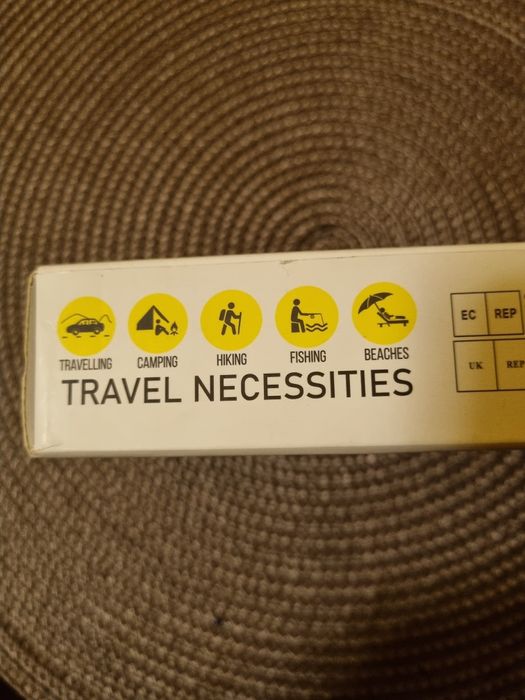 TRAVELLING CAMPING HIKING FISHING BEACHES
TRAVEL NECESSITIES
EC REP
UK REP